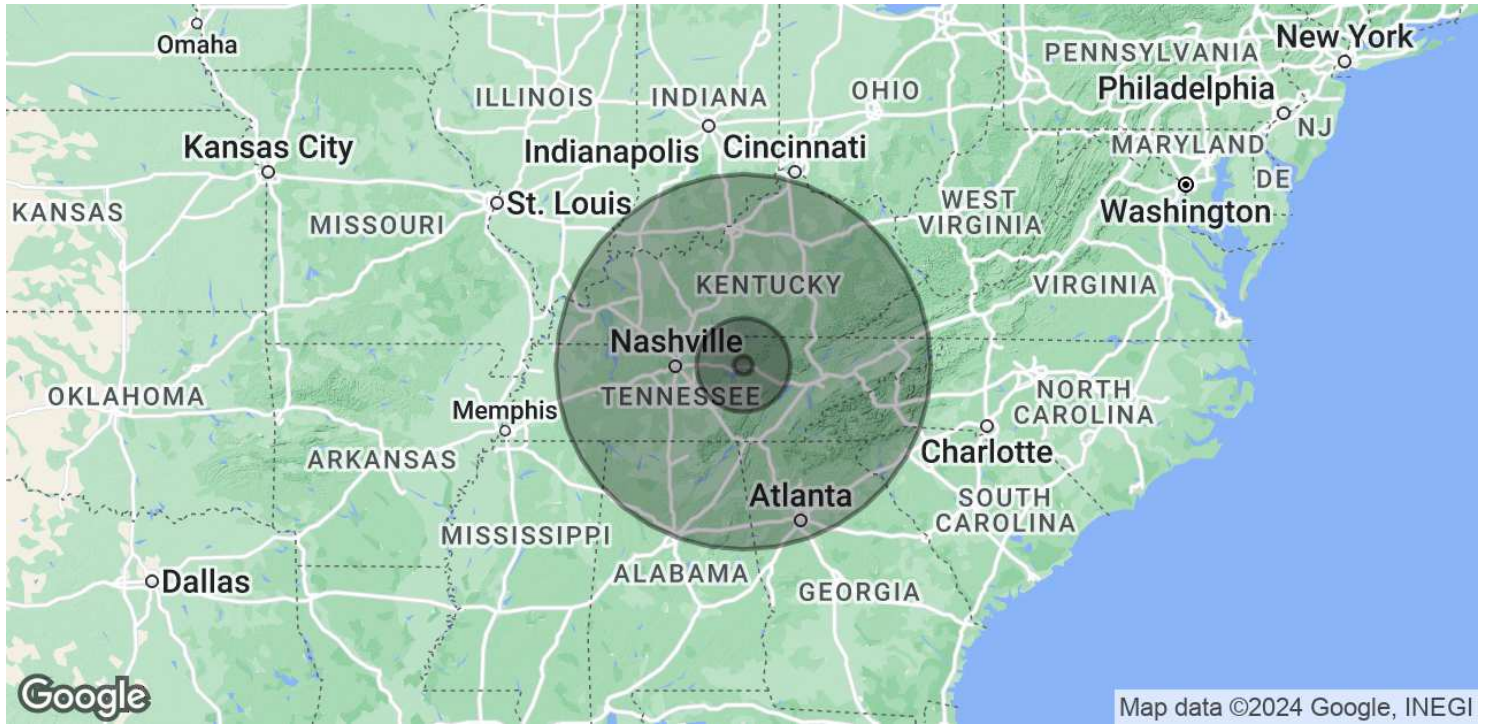 Omaha
PENNSYLVANIA
New York
ILLINOIS
INDIANA
OHIO
Philadelphia
NJ
Kansas City
Indianapolis
Cincinnati
MARYLAND
DE
KANSAS
MISSOURI
St. Louis
WEST
VIRGINIA
Washington
KENTUCKY
VIRGINIA
Nashville
TENNESSEE
OKLAHOMA
Memphis
NORTH
CAROLINA
ARKANSAS
Charlotte
Atlanta
SOUTH
CAROLINA
MISSISSIPPI
Dallas
ALABAMA
GEORGIA
Google
Map data ©2024 Google, INEGI